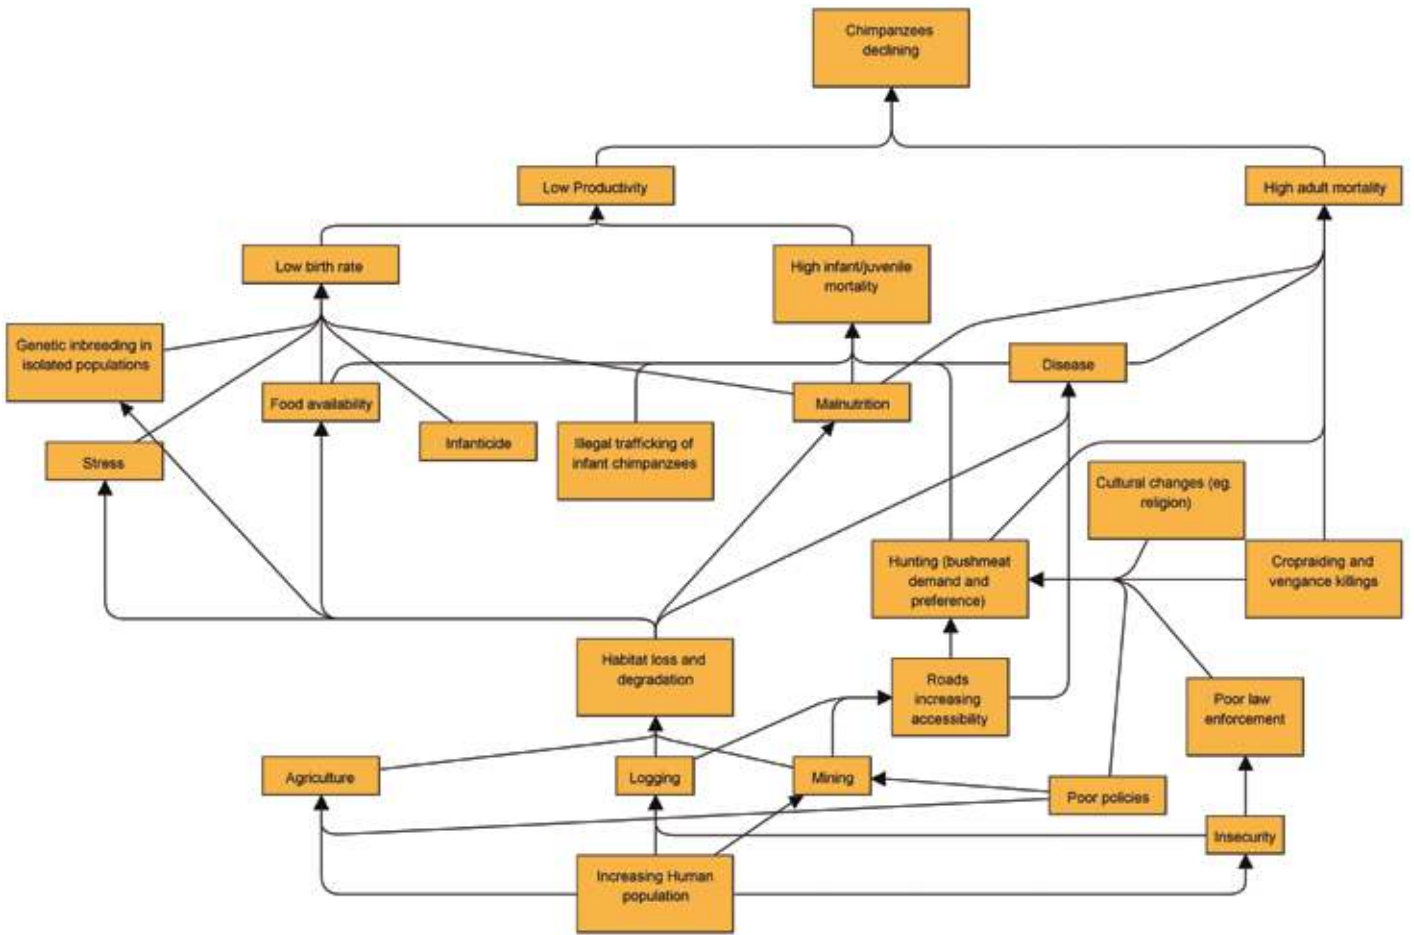 Chimpanzees
declining
Low Productivity
High adult mortality
Low birth rate
High infant/juvenile
mortality
Genetic inbreeding in
isolated populations
Disease
Food availability
Malnutrition
Infanticide
Illegal trafficking of
infant chimpanzees
Stress
Cultural changes (eg.
religion)
Hunting (bushmeat
demand and
preference)
Cropraiding and
vengance killings
Habitat loss and
degradation
Roads
increasing
accessibility
Poor law
enforcement
Agriculture
Logging
Mining
Poor policies
Insecurity
Increasing Human
population